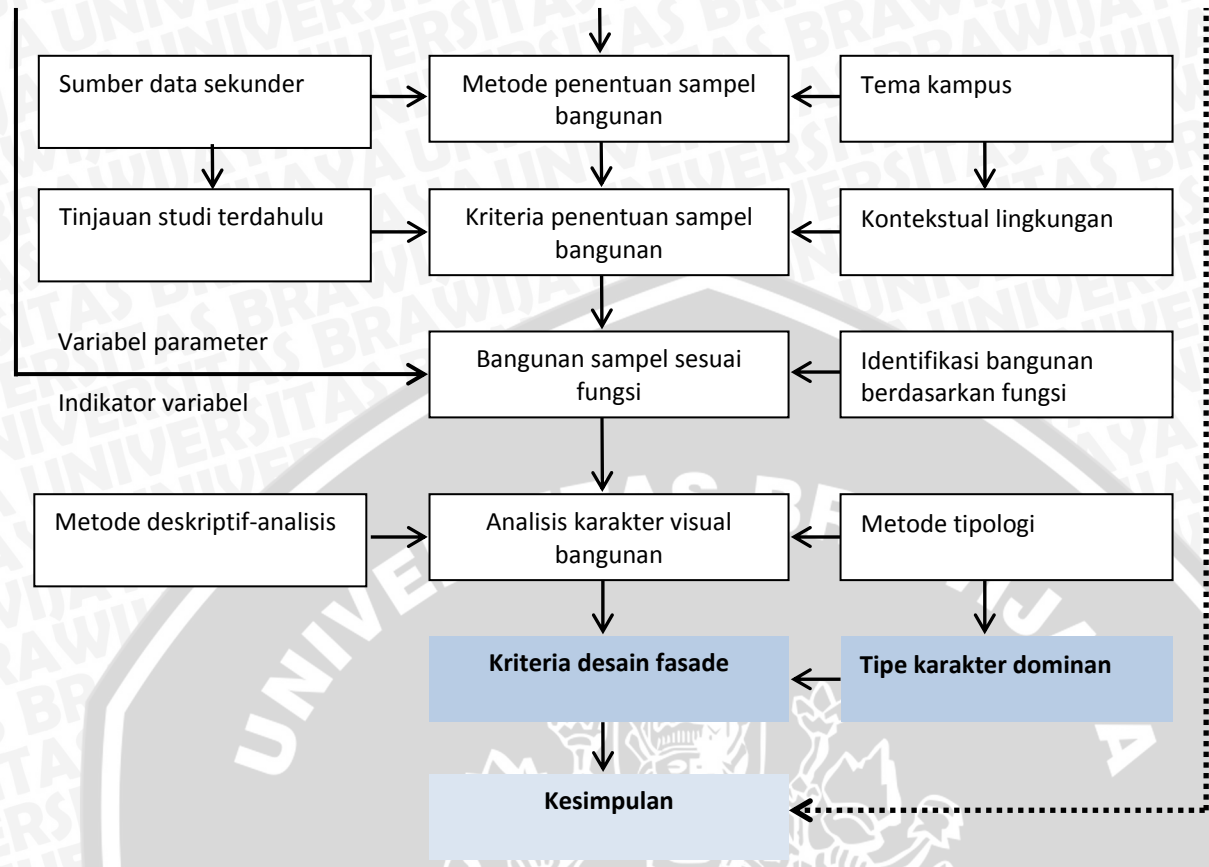 Sumber data sekunder
Metode penentuan sampel
bangunan
Tema kampus
Tinjauan studi terdahulu
Kriteria penentuan sampel
bangunan
Kontekstual lingkungan
Variabel parameter
Indikator variabel
Bangunan sampel sesuai
fungsi
Identifikasi bangunan
berdasarkan fungsi
Metode deskriptif-analisis
Analisis karakter visual
bangunan
Metode tipologi
Kriteria desain fasade
Tipe karakter dominan
Kesimpulan